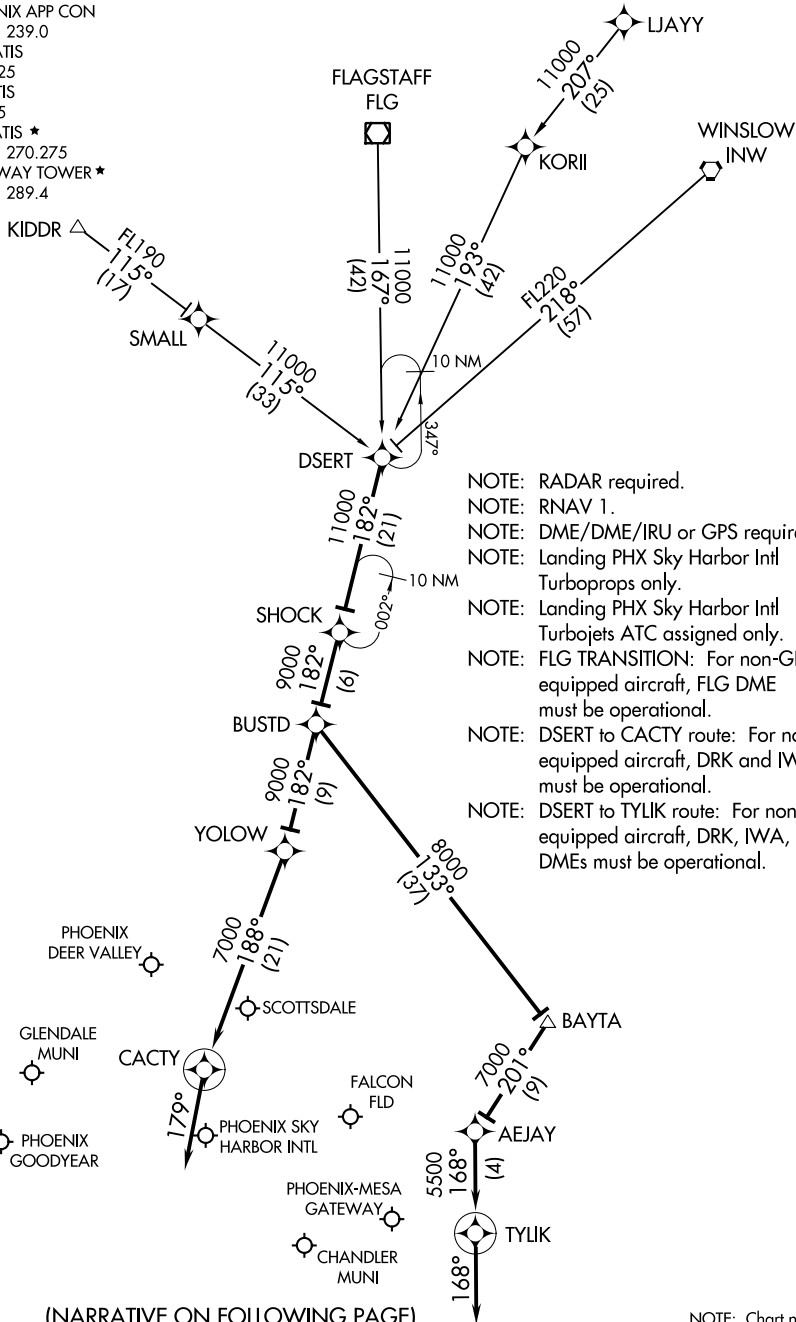 NIX APP CON
239.0
ATIS
25
TIS
5
ATIS ★
270.275
WAY TOWER ★
289.4
LJAYY
11000
207°
(25)
FLAGSTAFF
FLG
KORII
WINSLOW
INW
KIDDR
FL190
115°
(17)
SMALL
11000
115°
(33)
11000
167°
(42)
11000
193°
(42)
FL220
218°
(57)
10 NM
347°
DSERT
11000
182°
(21)
10 NM
002°
SHOCK
9000
182°
(6)
BUSTD
9000
182°
(9)
YOLOW
8000
133°
(37)
NOTE: RADAR required.
NOTE: RNAV 1.
NOTE: DME/DME/IRU or GPS require
NOTE: Landing PHX Sky Harbor Intl
Turboprops only.
NOTE: Landing PHX Sky Harbor Intl
Turbojets ATC assigned only.
NOTE: FLG TRANSITION: For non-G
equipped aircraft, FLG DME
must be operational.
NOTE: DSERT to CACTY route: For no
equipped aircraft, DRK and IW
must be operational.
NOTE: DSERT to TYLIK route: For non
equipped aircraft, DRK, IWA,
DMEs must be operational.
7000
188°
(21)
PHOENIX
DEER VALLEY
SCOTTSDALE
GLENDALE
MUNI
CACTY
179°
PHOENIX SKY
HARBOR INTL
PHOENIX
GOODYEAR
FALCON
FLD
BAYTA
7000
201°
(9)
AEJAY
5500
168°
(4)
PHOENIX-MESA
GATEWAY
CHANDLER
MUNI
TYLIK
168°
(NARRATIVE ON FOLLOWING PAGE)
NOTE: Chart n